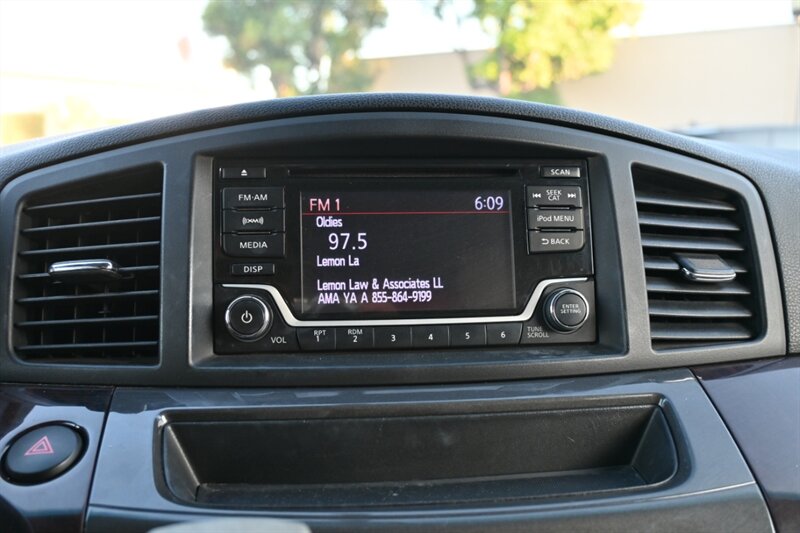 SCAN
FM·AM
SEEK
CAT
iPod MENU
MEDIA
BACK
DISP
FM 1 6:09
Oldies
97.5
Lemon La
Lemon Law & Associates LL
AMA YA A 855-864-9199
ENTER
SETTING
VOL
RPT
1
RDM
2
3
4
5
6
TUNE
SCROLL